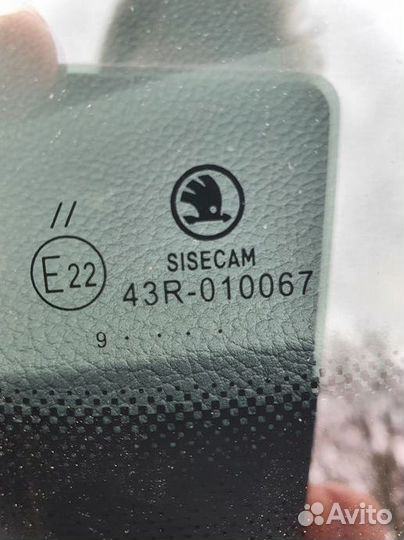 //
SISECAM
E22 43R-010067
9 . . . .
Avito